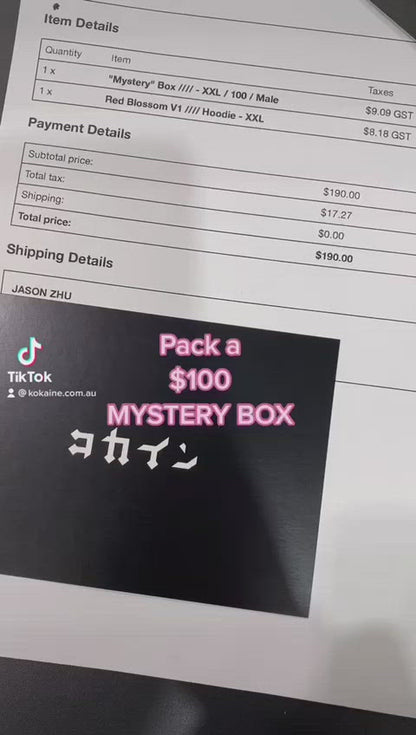 Item Details
Quantity Item Taxes
1 x "Mystery" Box //// - XXL / 100 / Male $9.09 GST
1 x Red Blossom V1 //// Hoodie - XXL $8.18 GST
Payment Details
Subtotal price: $190.00
Total tax: $17.27
Shipping: $0.00
Total price: $190.00
Shipping Details
JASON ZHU
Pack a
$100
MYSTERY BOX
TikTok
@kokaine.com.au
コカイン